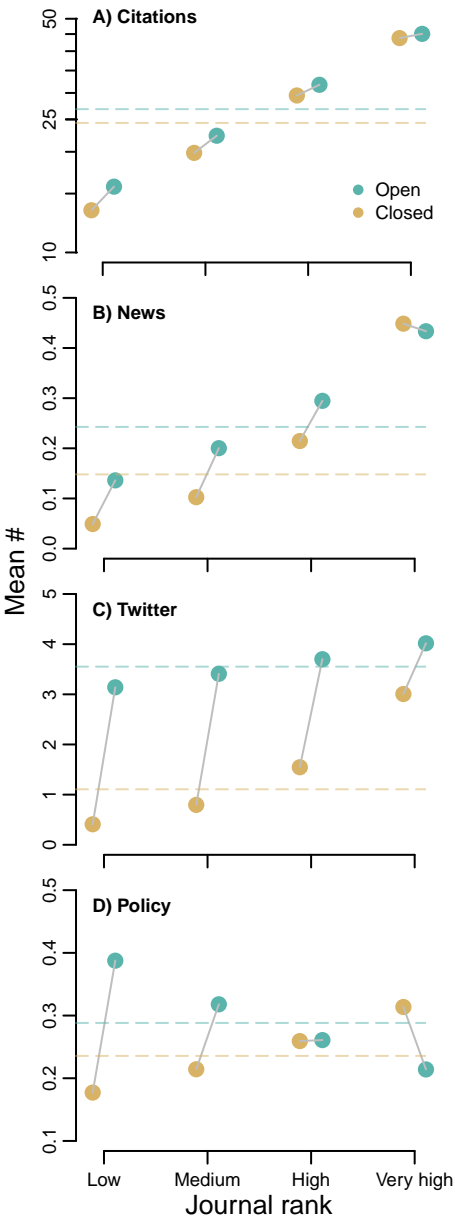 A) Citations
50
25
10
Open
Closed
B) News
0.5
0.4
0.3
0.2
0.1
0.0
Mean #
C) Twitter
5
4
3
2
1
0
D) Policy
0.5
0.4
0.3
0.2
0.1
Low Medium High Very high
Journal rank